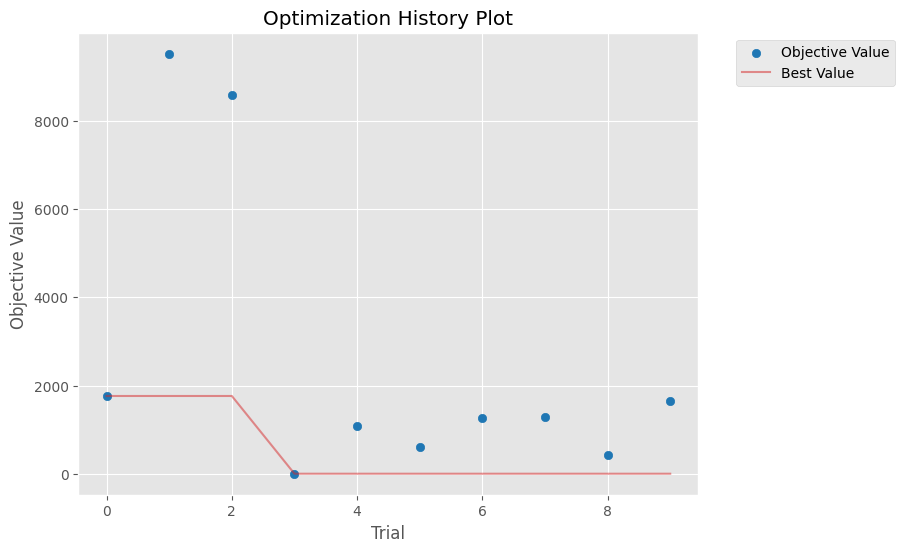 Optimization History Plot
Objective Value
Best Value
Objective Value
8000
6000
4000
2000
0
0 2 4 6 8
Trial